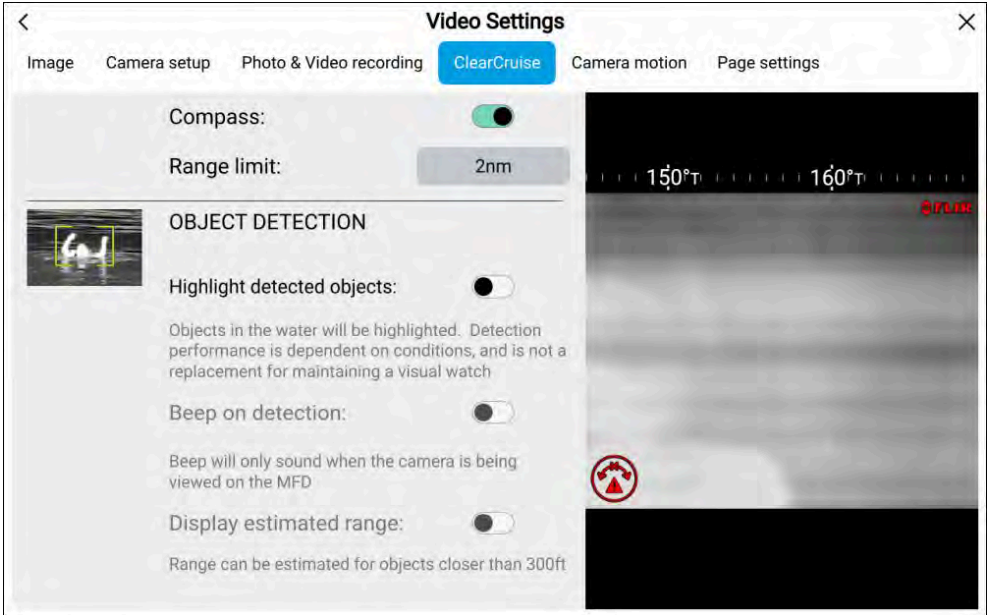 Video Settings
Image Camera setup Photo & Video recording ClearCruise Camera motion Page settings
Compass:
Range limit: 2nm
150°T 160°T
FLIR
OBJECT DETECTION
Highlight detected objects:
Objects in the water will be highlighted. Detection
performance is dependent on conditions, and is not a
replacement for maintaining a visual watch
Beep on detection:
Beep will only sound when the camera is being
viewed on the MFD
Display estimated range:
Range can be estimated for objects closer than 300ft